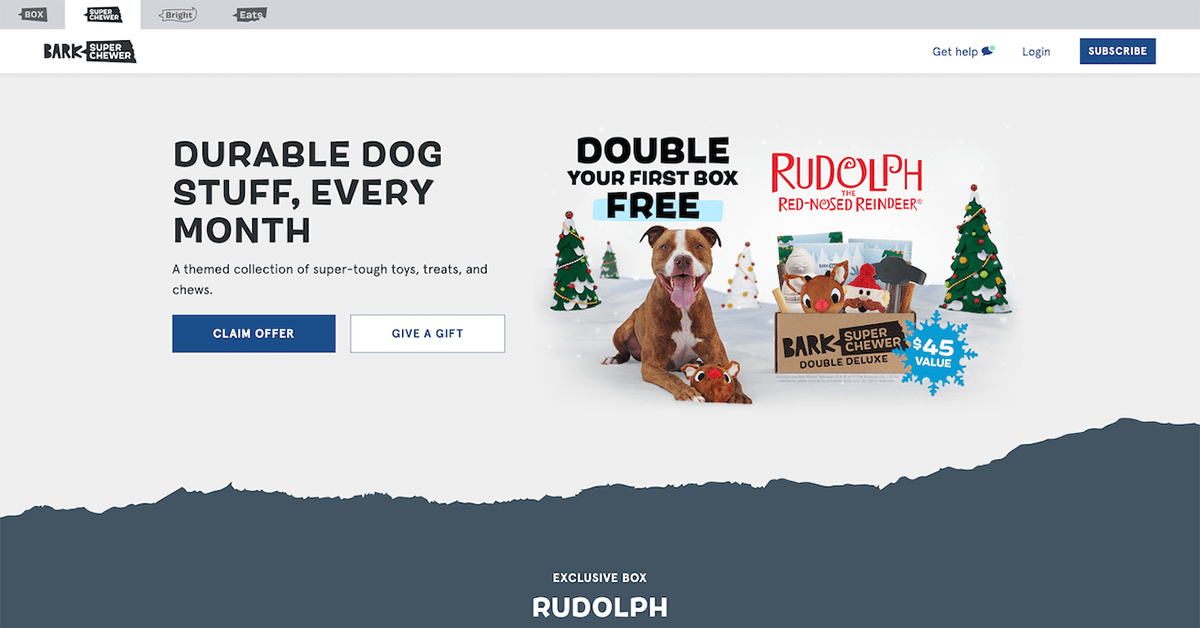 BOX
SUPER
CHEWER
Bright
Eats
BARK SUPER
CHEWER
Get help
Login
SUBSCRIBE
DURABLE DOG
STUFF, EVERY
MONTH
A themed collection of super-tough toys, treats, and
chews.
CLAIM OFFER
GIVE A GIFT
DOUBLE
YOUR FIRST BOX
FREE
RUDOLPH
THE
RED-NOSED REINDEER®
BARK SUPER
CHEWER
DOUBLE DELUXE
$45
VALUE
EXCLUSIVE BOX
RUDOLPH